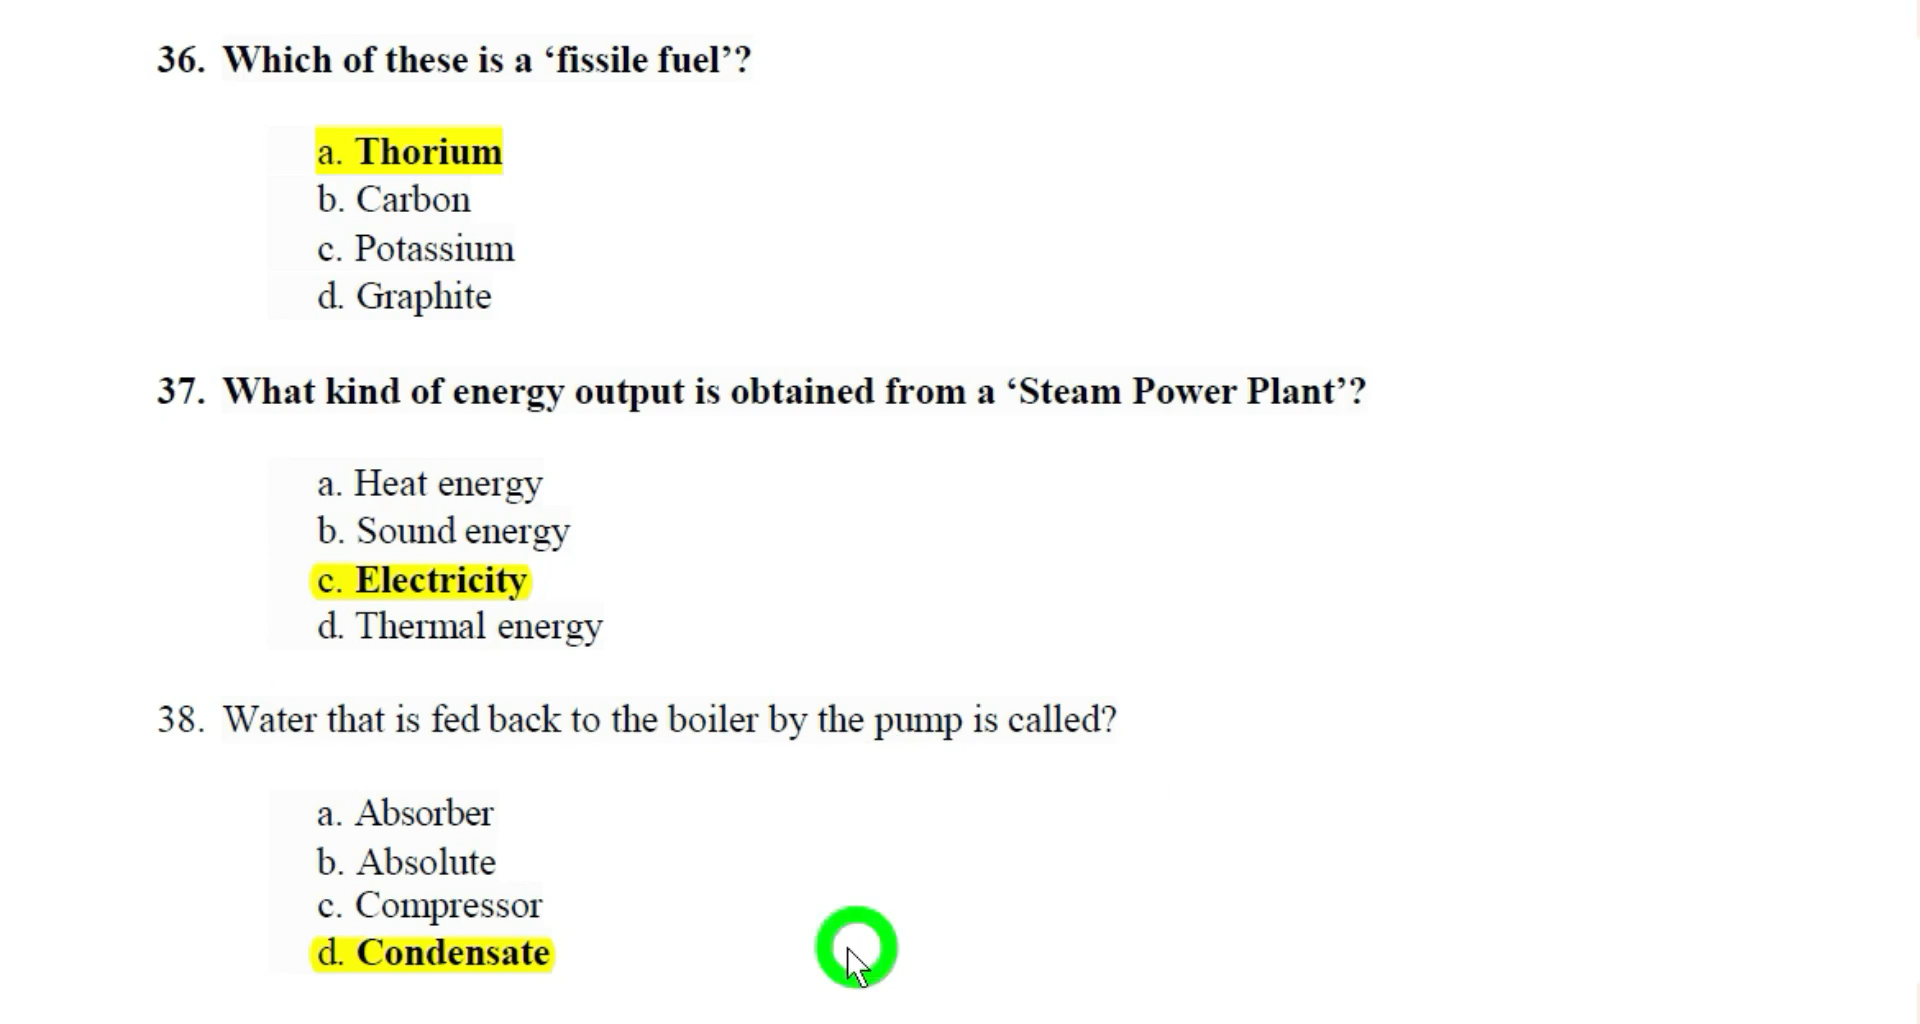 36. Which of these is a ‘fissile fuel’?
a. Thorium
b. Carbon
c. Potassium
d. Graphite
37. What kind of energy output is obtained from a ‘Steam Power Plant’?
a. Heat energy
b. Sound energy
c. Electricity
d. Thermal energy
38. Water that is fed back to the boiler by the pump is called?
a. Absorber
b. Absolute
c. Compressor
d. Condensate